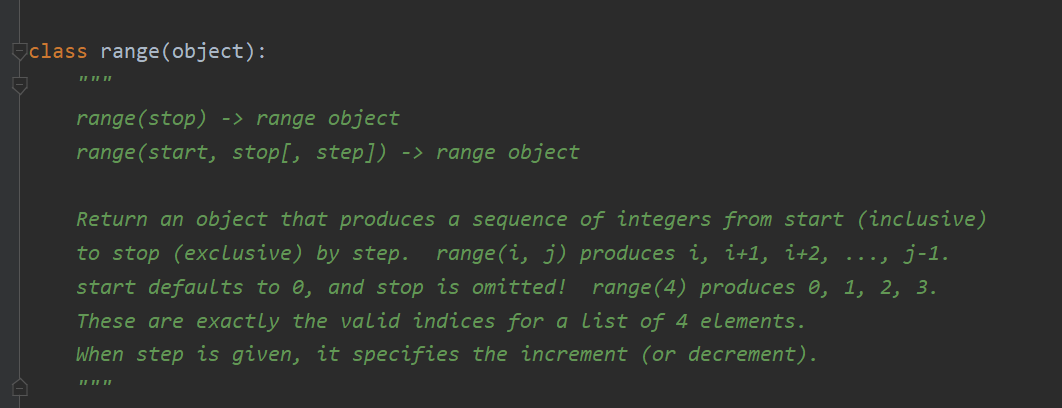 class range(object):
"""
range(stop) -> range object
range(start, stop[, step]) -> range object
Return an object that produces a sequence of integers from start (inclusive)
to stop (exclusive) by step.  range(i, j) produces i, i+1, i+2, ..., j-1.
start defaults to 0, and stop is omitted!  range(4) produces 0, 1, 2, 3.
These are exactly the valid indices for a list of 4 elements.
When step is given, it specifies the increment (or decrement).
"""